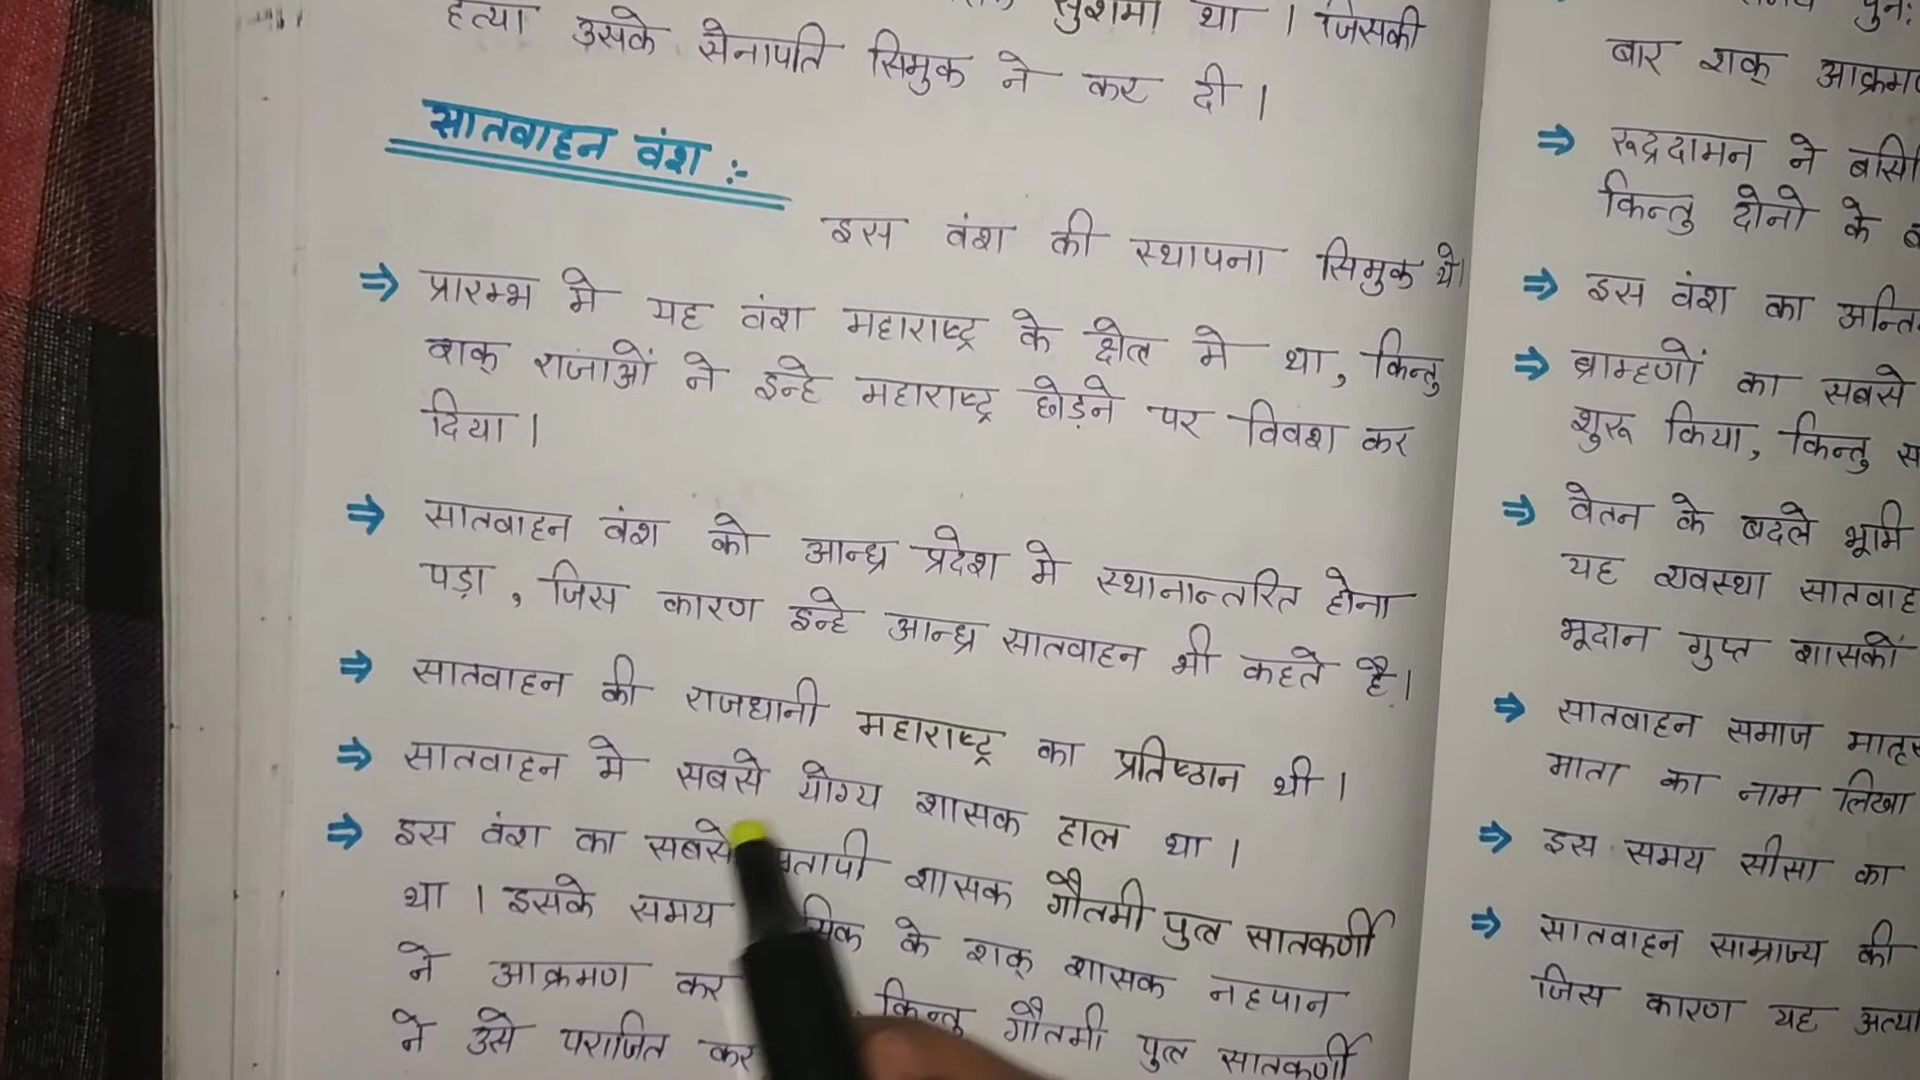 सुशर्मा था । जिसकी
हत्या उसके सेनापति सिमुक ने कर दी ।
सातवाहन वंश :-
इस वंश की स्थापना सिमुक थे।
⇒ प्रारम्भ मे यह वंश महाराष्ट्र के क्षेत्र मे था, किन्तु
शक् राजाओं ने इन्हे महाराष्ट्र छोड़ने पर विवश कर
दिया ।
⇒ सातवाहन वंश को आन्ध्र प्रदेश मे स्थानान्तरित होना
पड़ा , जिस कारण इन्हे आन्ध्र सातवाहन भी कहते है।
⇒ सातवाहन की राजधानी महाराष्ट्र का प्रतिष्ठान थी ।
⇒ सातवाहन मे सबसे योग्य शासक हाल था ।
⇒ इस वंश का सबसे शासक गौतमी पुत्र सातकर्णी
था । इसके समय के शक् शासक नहपान
ने आक्रमण कर किन्तु गौतमी पुत्र सातकर्णी
ने उसे पराजित कर
पुनः
बार शक्
⇒ रूद्रदामन ने
किन्तु दोनो के
⇒ इस वंश का
⇒ ब्राम्हणों का सबसे
शुरू किया, किन्तु
⇒ वेतन के बदले भूमि
यह व्यवस्था
भूदान गुप्त शासकों
⇒ सातवाहन समाज
माता का नाम लिखा
⇒ इस समय सीसा का
⇒ सातवाहन साम्राज्य की
जिस कारण यह